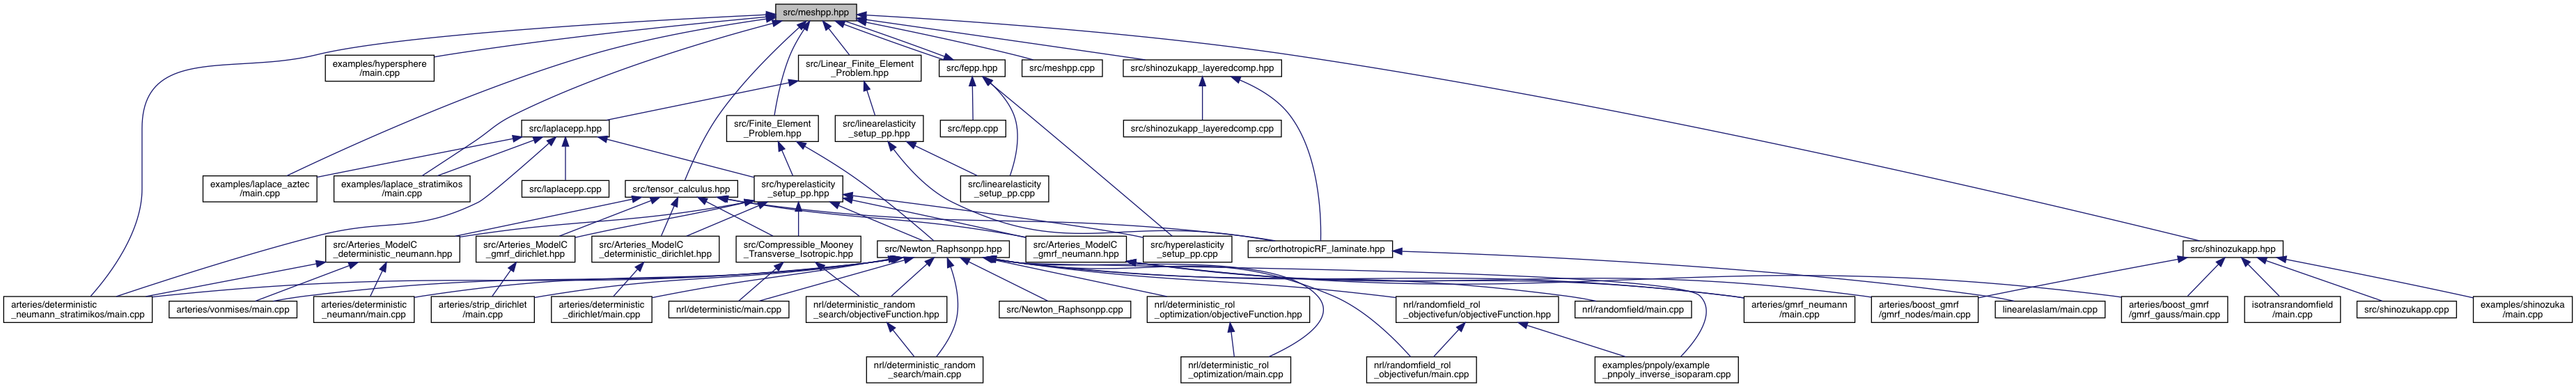 src/meshpp.hpp
examples/hypersphere
/main.cpp
src/Linear_Finite_Element
_Problem.hpp
src/fepp.hpp
src/meshpp.cpp
src/shinozukapp_layeredcomp.hpp
src/laplacepp.hpp
src/Finite_Element
_Problem.hpp
src/linearelasticity
_setup_pp.hpp
src/fepp.cpp
src/shinozukapp_layeredcomp.cpp
examples/laplace_aztec
/main.cpp
examples/laplace_stratimikos
/main.cpp
src/laplacepp.cpp
src/tensor_calculus.hpp
src/hyperelasticity
_setup_pp.hpp
src/linearelasticity
_setup_pp.cpp
src/Arteries_ModelC
_deterministic_neumann.hpp
src/Arteries_ModelC
_gmrf_dirichlet.hpp
src/Arteries_ModelC
_deterministic_dirichlet.hpp
src/Compressible_Mooney
_Transverse_Isotropic.hpp
src/Newton_Raphsonpp.hpp
src/Arteries_ModelC
_gmrf_neumann.hpp
src/hyperelasticity
_setup_pp.cpp
src/orthotropicRF_laminate.hpp
src/shinozukapp.hpp
arteries/deterministic
_neumann_stratimikos/main.cpp
arteries/vonmises/main.cpp
arteries/deterministic
_neumann/main.cpp
arteries/strip_dirichlet
/main.cpp
arteries/deterministic
_dirichlet/main.cpp
nrl/deterministic/main.cpp
nrl/deterministic_random
_search/objectiveFunction.hpp
src/Newton_Raphsonpp.cpp
nrl/deterministic_rol
_optimization/objectiveFunction.hpp
nrl/randomfield_rol
_objectivefun/objectiveFunction.hpp
nrl/randomfield/main.cpp
arteries/gmrf_neumann
/main.cpp
arteries/boost_gmrf
/gmrf_nodes/main.cpp
linearelaslam/main.cpp
arteries/boost_gmrf
/gmrf_gauss/main.cpp
isotransrandomfield
/main.cpp
src/shinozukapp.cpp
examples/shinozuka
/main.cpp
nrl/deterministic_random
_search/main.cpp
nrl/deterministic_rol
_optimization/main.cpp
nrl/randomfield_rol
_objectivefun/main.cpp
examples/pnpoly/example
_pnpoly_inverse_isoparam.cpp